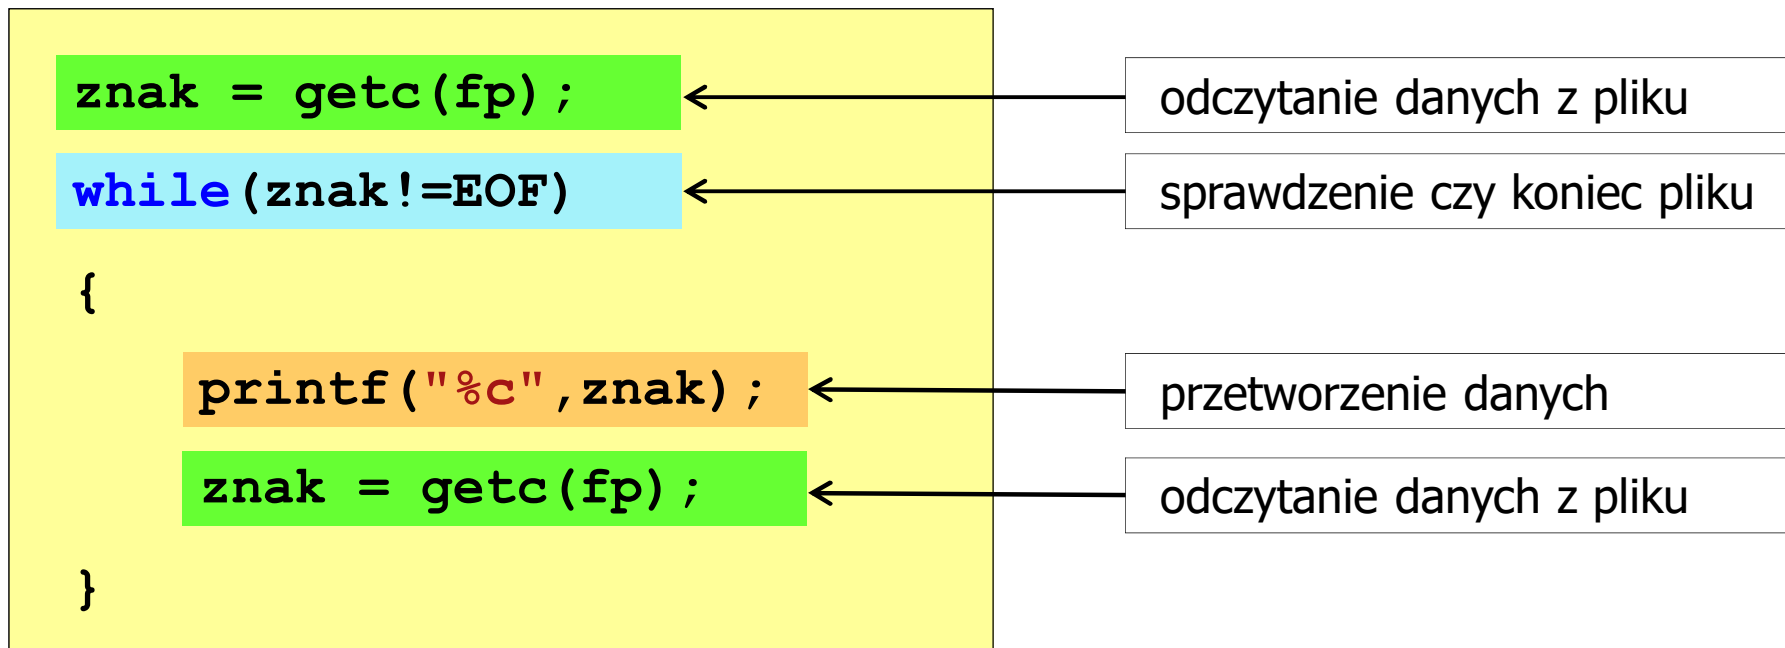 znak = getc(fp);
odczytanie danych z pliku
while(znak!=EOF)
sprawdzenie czy koniec pliku
{
printf("%c",znak);
przetworzenie danych
znak = getc(fp);
odczytanie danych z pliku
}